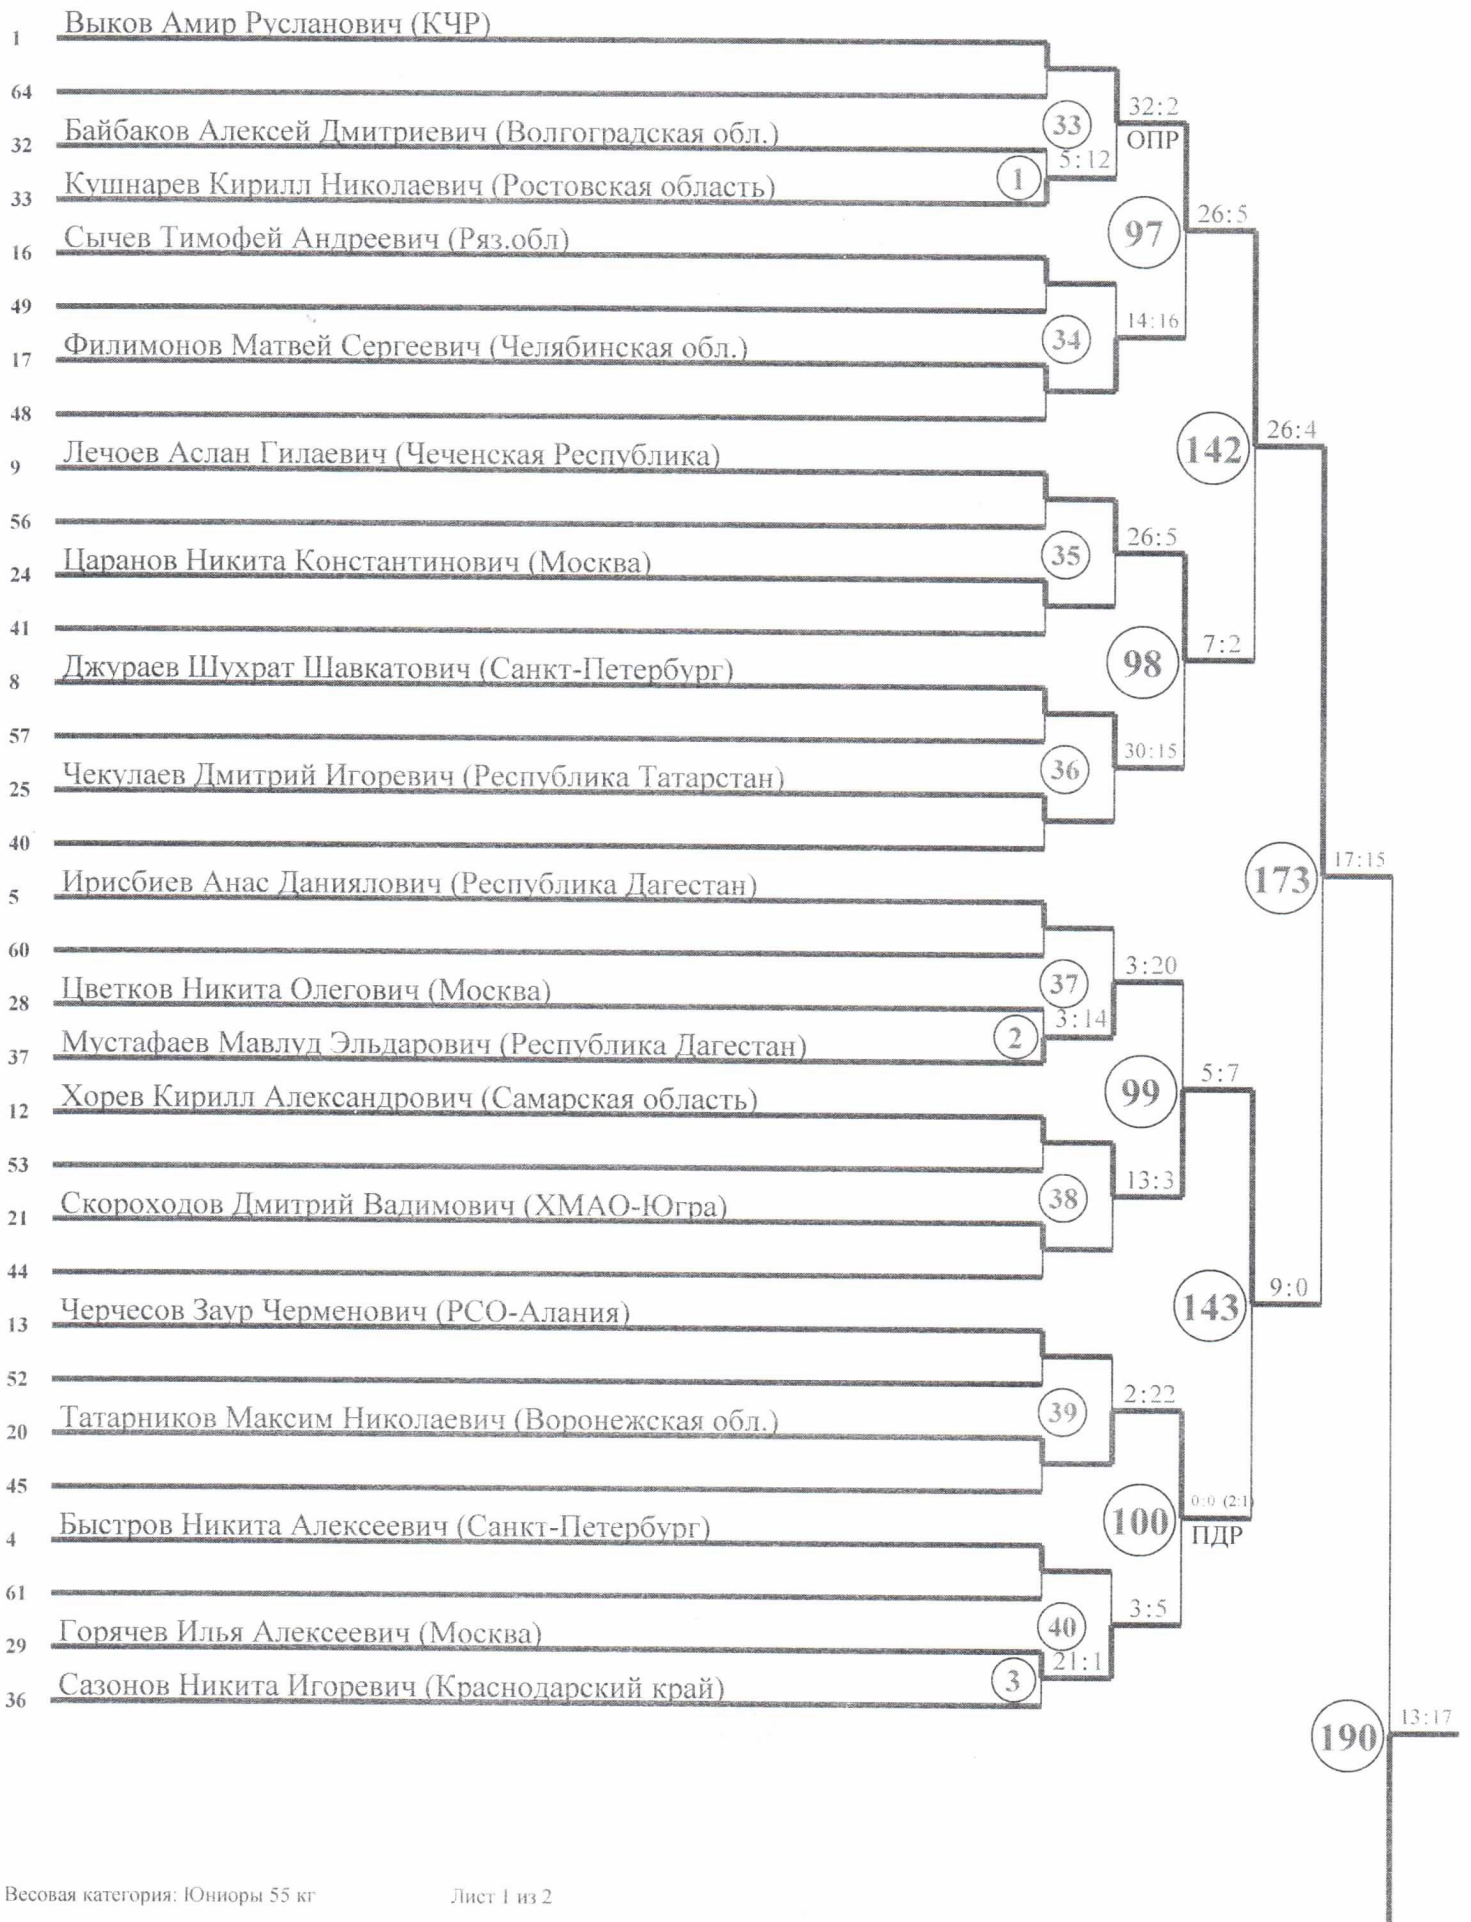 1 Выков Амир Русланович (КЧР)
64
32:2
33
ОПР
32 Байбаков Алексей Дмитриевич (Волгоградская обл.)
5:12
1
33 Кушнарев Кирилл Николаевич (Ростовская область)
26:5
97
16 Сычев Тимофей Андреевич (Ряз.обл)
49
14:16
34
17 Филимонов Матвей Сергеевич (Челябинская обл.)
48
26:4
142
9 Лечоев Аслан Гилаевич (Чеченская Республика)
56
26:5
35
24 Царанов Никита Константинович (Москва)
41
7:2
98
8 Джураев Шухрат Шавкатович (Санкт-Петербург)
57
30:15
36
25 Чекулаев Дмитрий Игоревич (Республика Татарстан)
40
17:15
173
5 Ирисбиев Анас Даниялович (Республика Дагестан)
60
3:20
37
28 Цветков Никита Олегович (Москва)
3:14
2
37 Мустафаев Мавлуд Эльдарович (Республика Дагестан)
5:7
99
12 Хорев Кирилл Александрович (Самарская область)
53
13:3
38
21 Скороходов Дмитрий Вадимович (ХМАО-Югра)
44
9:0
143
13 Черчесов Заур Черменович (РСО-Алания)
52
2:22
39
20 Татарников Максим Николаевич (Воронежская обл.)
45
0:0 (2:1)
100
ПДР
4 Быстров Никита Алексеевич (Санкт-Петербург)
61
3:5
40
29 Горячев Илья Алексеевич (Москва)
21:1
3
36 Сазонов Никита Игоревич (Краснодарский край)
13:17
190
Весовая категория: Юниоры 55 кг Лист 1 из 2